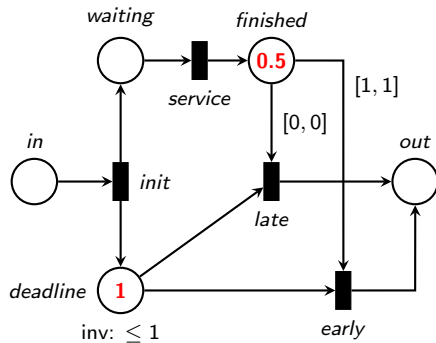 waiting
finished
0.5
service
[1, 1]
[0, 0]
in
init
out
late
deadline
1
inv: ≤ 1
early